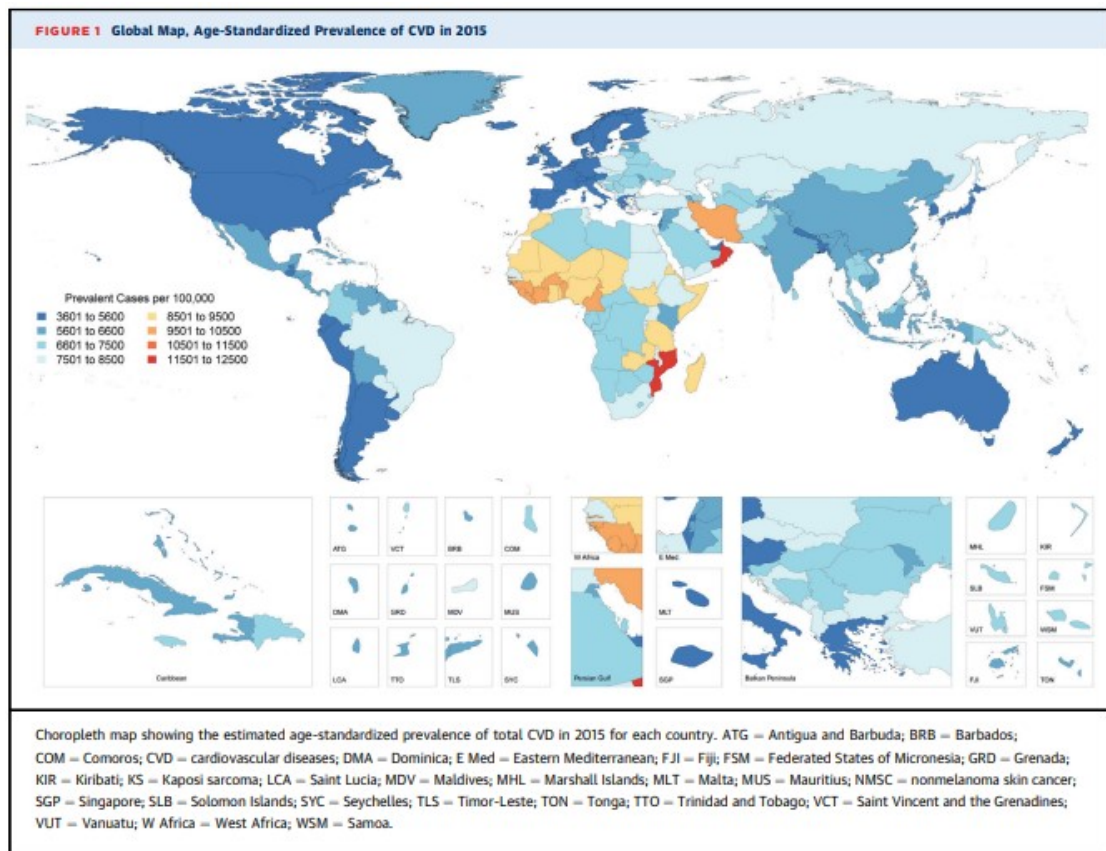 FIGURE 1 Global Map, Age-Standardized Prevalence of CVD in 2015
Prevalent Cases per 100,000
3601 to 5600
5601 to 6600
6601 to 7500
7501 to 8500
8501 to 9500
9501 to 10500
10501 to 11500
11501 to 12500
ATG
VCT
BRB
COM
W Africa
E Med.
MHL
KIR
DMA
GRD
MDV
MUS
MLT
SLB
FSM
VUT
WSM
Caribbean
LCA
TTO
TLS
SYC
Persian Gulf
SGP
Balkan Peninsula
FJI
TON
Choropleth map showing the estimated age-standardized prevalence of total CVD in 2015 for each country. ATG = Antigua and Barbuda; BRB = Barbados;
COM = Comoros; CVD = cardiovascular diseases; DMA = Dominica; E Med = Eastern Mediterranean; FJI = Fiji; FSM = Federated States of Micronesia; GRD = Grenada;
KIR = Kiribati; KS = Kaposi sarcoma; LCA = Saint Lucia; MDV = Maldives; MHL = Marshall Islands; MLT = Malta; MUS = Mauritius; NMSC = nonmelanoma skin cancer;
SGP = Singapore; SLB = Solomon Islands; SYC = Seychelles; TLS = Timor-Leste; TON = Tonga; TTO = Trinidad and Tobago; VCT = Saint Vincent and the Grenadines;
VUT = Vanuatu; W Africa = West Africa; WSM = Samoa.